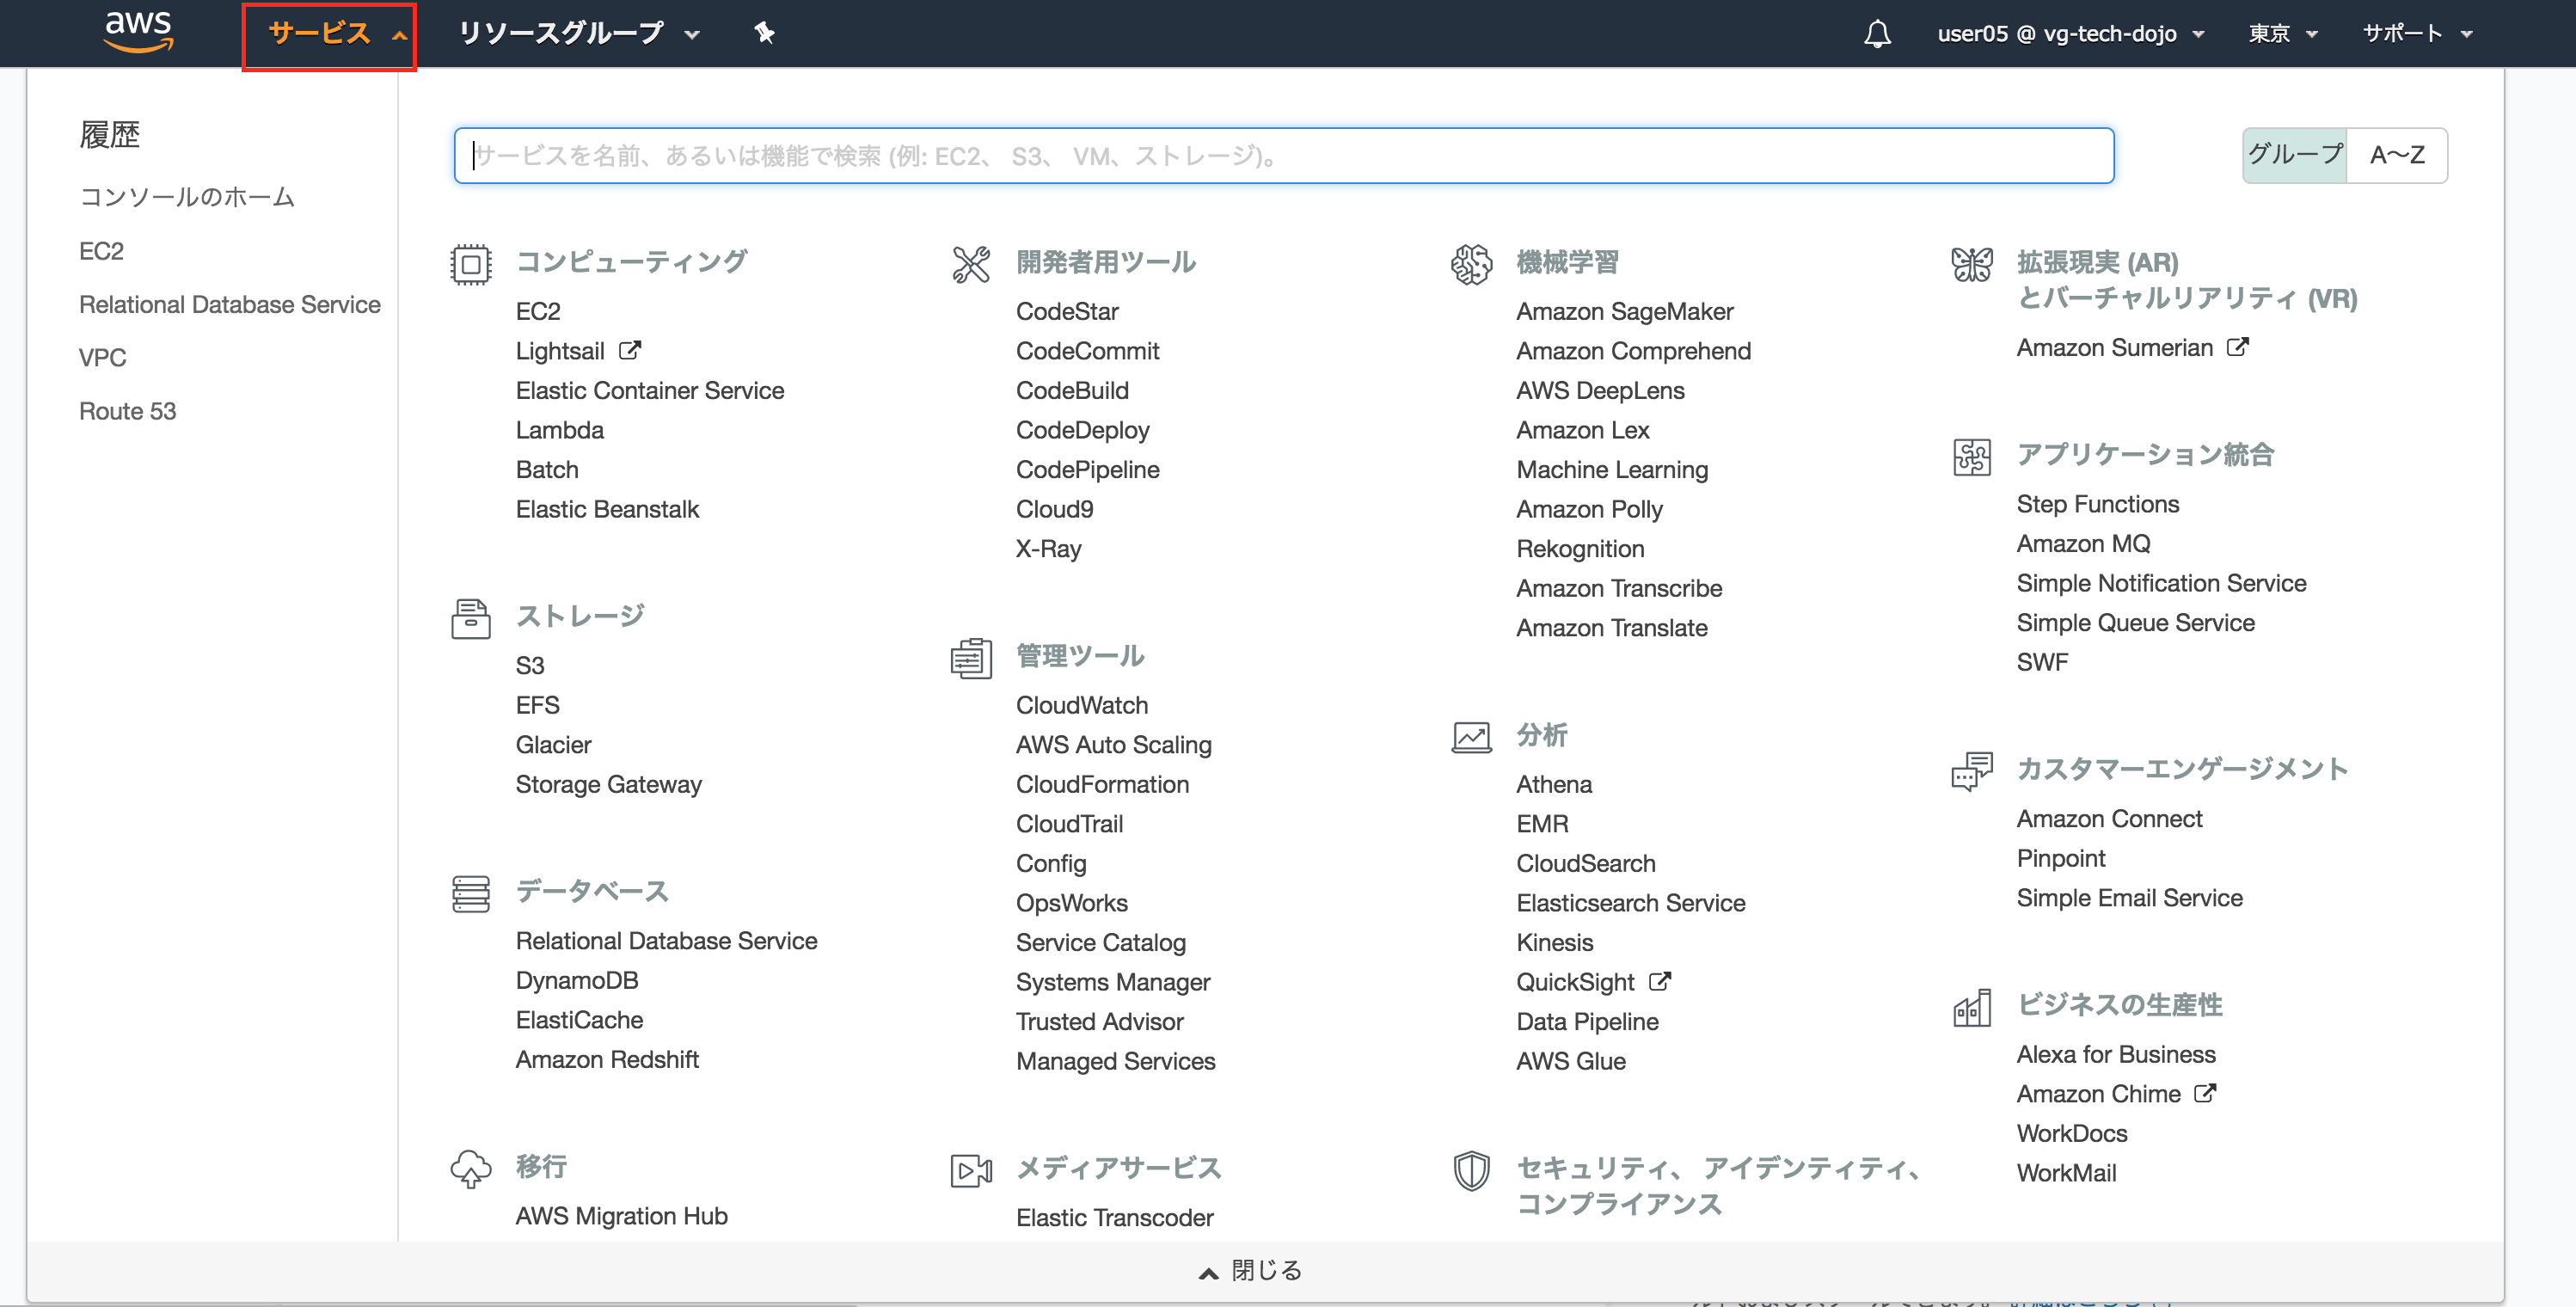 aws
サービス
リソースグループ
user05 @ vg-tech-dojo
東京
サポート
履歴
コンソールのホーム
EC2
Relational Database Service
VPC
Route 53
サービスを名前、あるいは機能で検索 (例: EC2、 S3、 VM、ストレージ)。
グループ
A〜Z
コンピューティング
EC2
Lightsail
Elastic Container Service
Lambda
Batch
Elastic Beanstalk
ストレージ
S3
EFS
Glacier
Storage Gateway
データベース
Relational Database Service
DynamoDB
ElastiCache
Amazon Redshift
移行
AWS Migration Hub
開発者用ツール
CodeStar
CodeCommit
CodeBuild
CodeDeploy
CodePipeline
Cloud9
X-Ray
管理ツール
CloudWatch
AWS Auto Scaling
CloudFormation
CloudTrail
Config
OpsWorks
Service Catalog
Systems Manager
Trusted Advisor
Managed Services
メディアサービス
Elastic Transcoder
機械学習
Amazon SageMaker
Amazon Comprehend
AWS DeepLens
Amazon Lex
Machine Learning
Amazon Polly
Rekognition
Amazon Transcribe
Amazon Translate
分析
Athena
EMR
CloudSearch
Elasticsearch Service
Kinesis
QuickSight
Data Pipeline
AWS Glue
セキュリティ、 アイデンティティ、
コンプライアンス
拡張現実 (AR)
とバーチャルリアリティ (VR)
Amazon Sumerian
アプリケーション統合
Step Functions
Amazon MQ
Simple Notification Service
Simple Queue Service
SWF
カスタマーエンゲージメント
Amazon Connect
Pinpoint
Simple Email Service
ビジネスの生産性
Alexa for Business
Amazon Chime
WorkDocs
WorkMail
閉じる